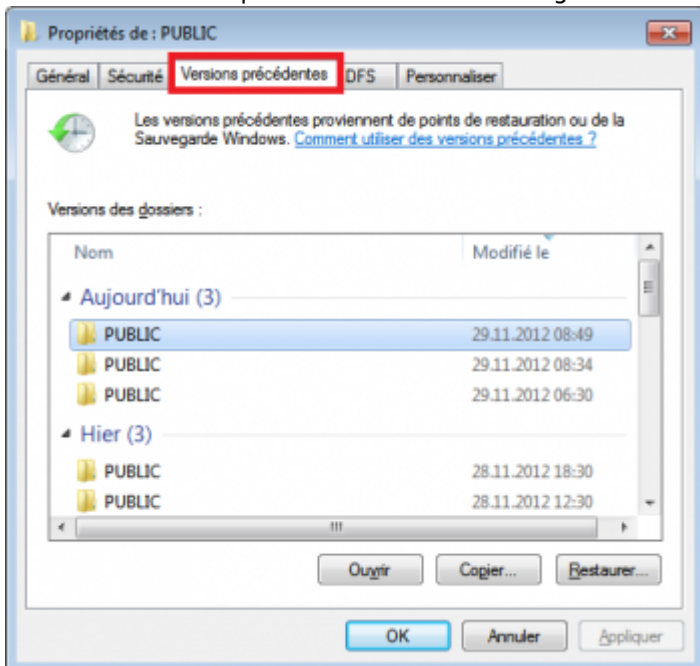 Propriétés de : PUBLIC
Général Sécurité Versions précédentes DFS Personnaliser
Les versions précédentes proviennent de points de restauration ou de la
Sauvegarde Windows. Comment utiliser des versions précédentes ?
Versions des dossiers :
Nom Modifié le
Aujourd'hui (3)
PUBLIC 29.11.2012 08:49
PUBLIC 29.11.2012 08:34
PUBLIC 29.11.2012 06:30
Hier (3)
PUBLIC 28.11.2012 18:30
PUBLIC 28.11.2012 12:30
Ouvrir Copier... Restaurer...
OK Annuler Appliquer